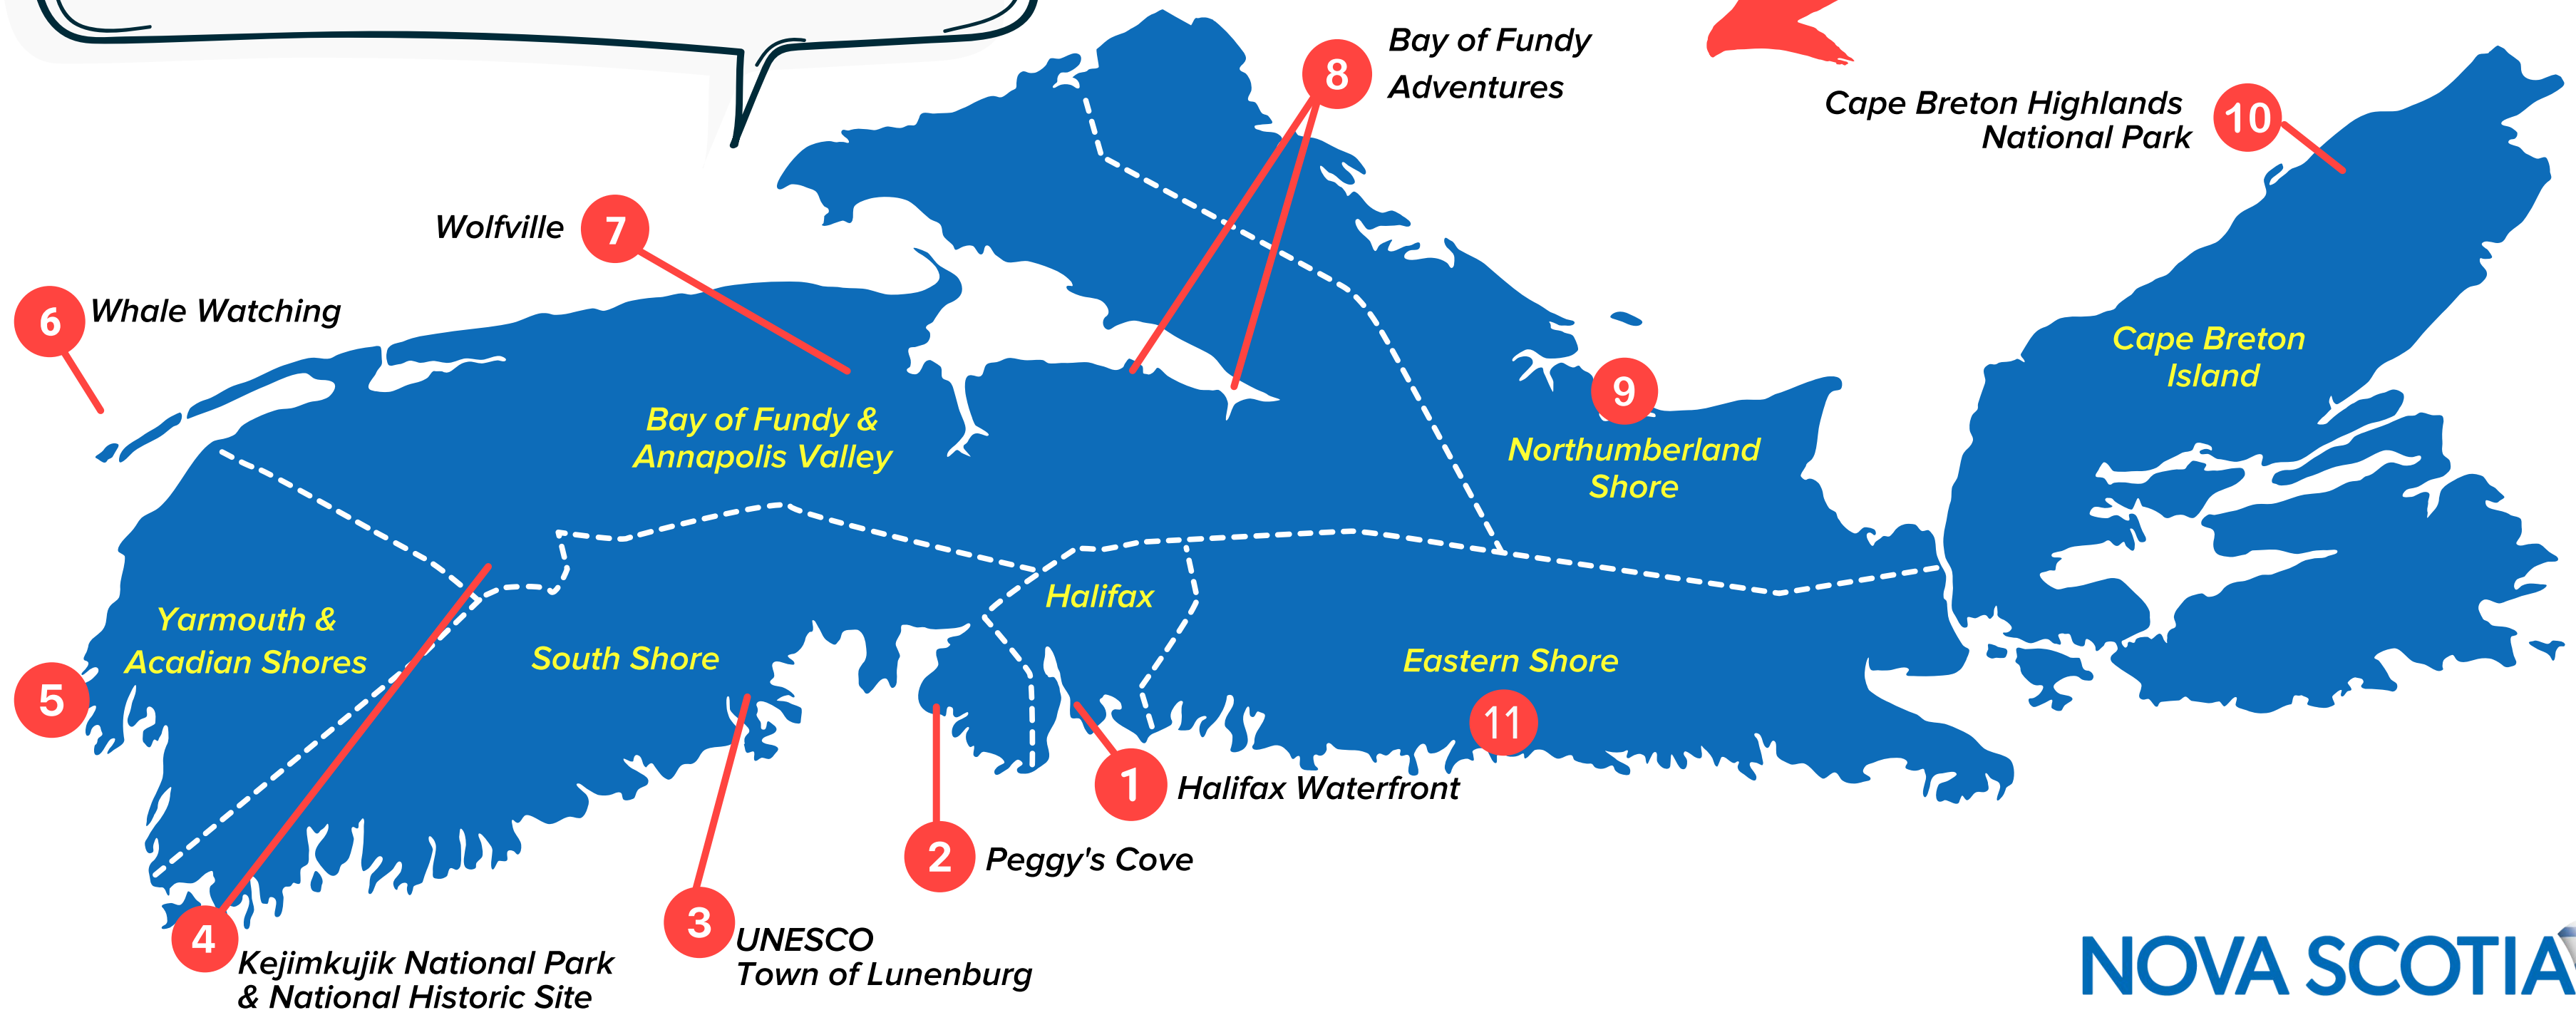 8
Bay of Fundy
Adventures
Cape Breton Highlands
National Park
10
Wolfville
7
6
Whale Watching
Cape Breton
Island
9
Bay of Fundy &
Annapolis Valley
Northumberland
Shore
Halifax
Yarmouth &
Acadian Shores
South Shore
Eastern Shore
5
11
1
Halifax Waterfront
2
Peggy's Cove
3
UNESCO
Town of Lunenburg
4
Kejimkujik National Park
& National Historic Site
NOVA SCOTIA